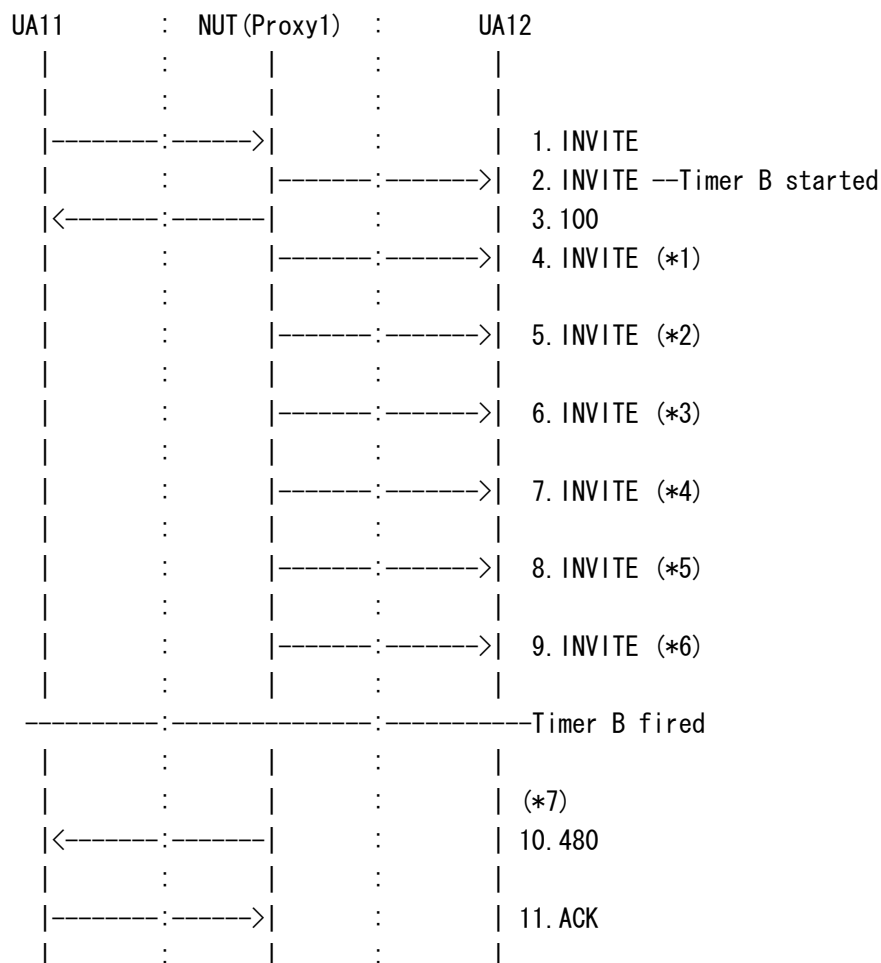 UA11 : NUT(Proxy1) : UA12
| : | : |
| : | : |
|--------:------>| : | 1.INVITE
| : |-------:------->| 2.INVITE --Timer B started
|<-------:-------| : | 3.100
| : |-------:------->| 4.INVITE (*1)
| : | : |
| : |-------:------->| 5.INVITE (*2)
| : | : |
| : |-------:------->| 6.INVITE (*3)
| : | : |
| : |-------:------->| 7.INVITE (*4)
| : | : |
| : |-------:------->| 8.INVITE (*5)
| : | : |
| : |-------:------->| 9.INVITE (*6)
| : | : |
----------:---------------:-----------Timer B fired
| : | : |
| : | : | (*7)
|<-------:-------| : | 10.480
| : | : |
|--------:------>| : | 11.ACK
| : | : |